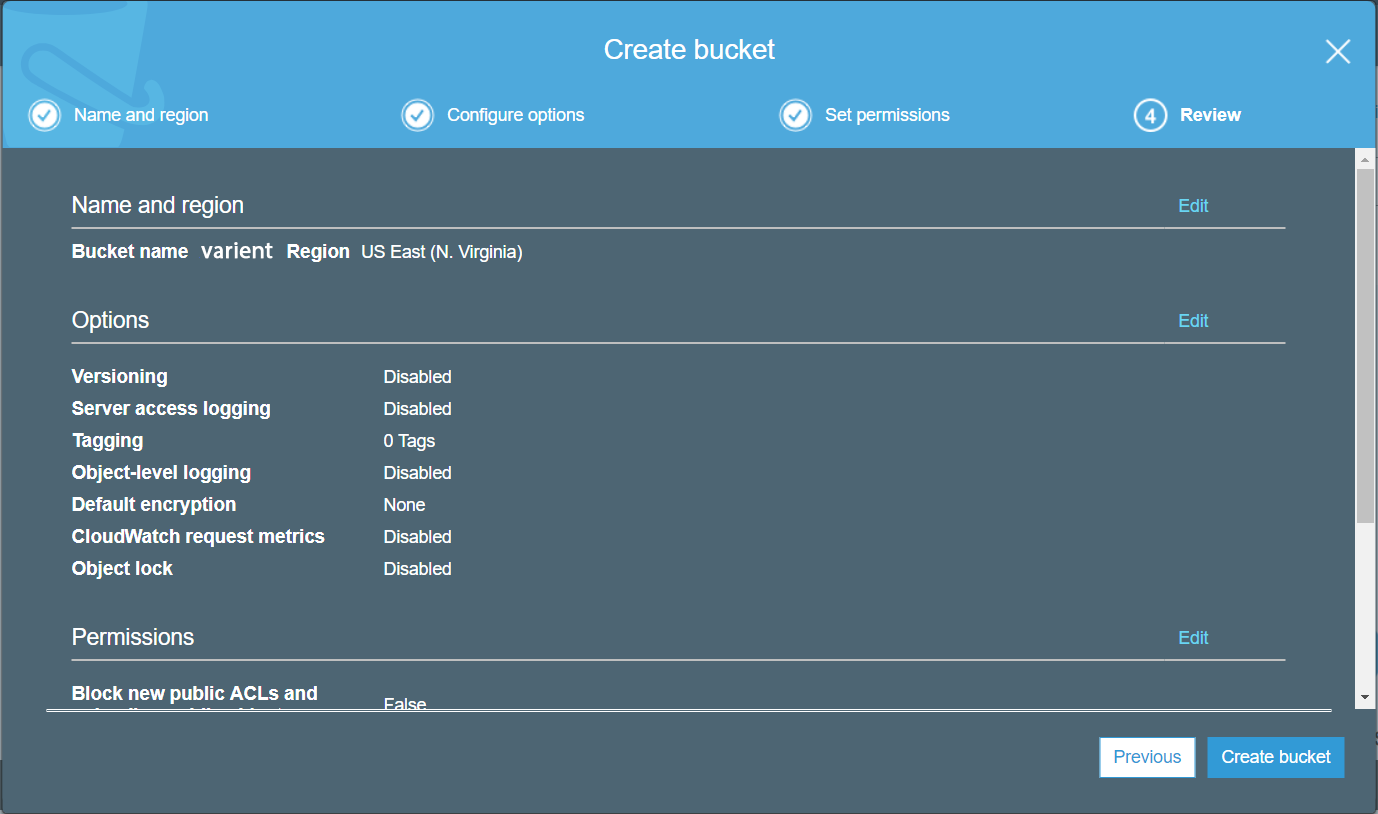 Create bucket
Name and region
Configure options
Set permissions
4 Review
Name and region Edit
Bucket name varient Region US East (N. Virginia)
Options Edit
Versioning Disabled
Server access logging Disabled
Tagging 0 Tags
Object-level logging Disabled
Default encryption None
CloudWatch request metrics Disabled
Object lock Disabled
Permissions Edit
Block new public ACLs and
False
Previous Create bucket